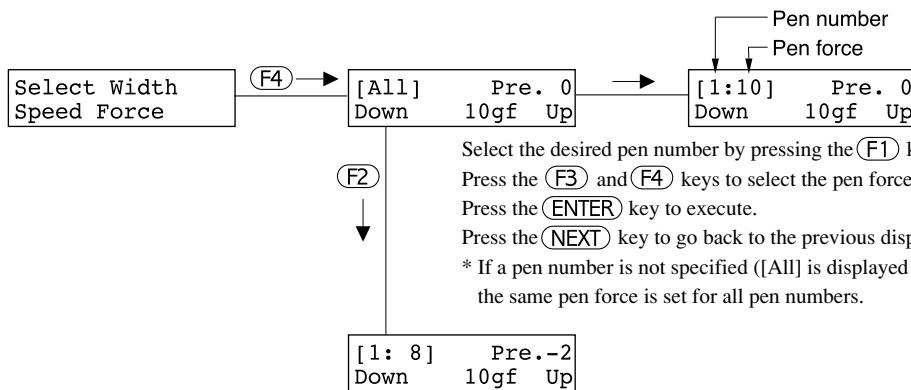 Pen number
Pen force
Select Width
Speed Force
F4
[All] Pre. 0
Down 10gf Up
[1:10] Pre. 0
Down 10gf Up
Select the desired pen number by pressing the F1
Press the F3 and F4 keys to select the pen force
Press the ENTER key to execute.
Press the NEXT key to go back to the previous
* If a pen number is not specified ([All] is displayed
the same pen force is set for all pen numbers.
F2
[1: 8] Pre.-2
Down 10gf Up